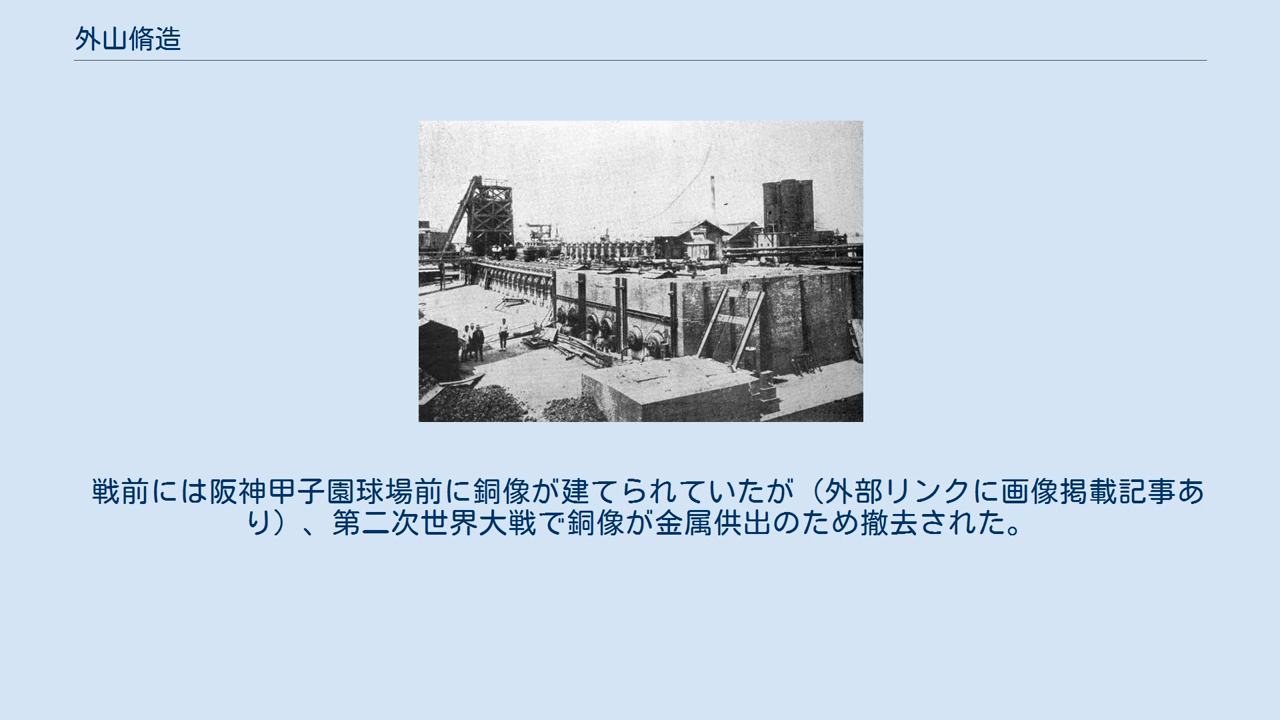 外山脩造
戦前には阪神甲子園球場前に銅像が建てられていたが（外部リンクに画像掲載記事あ
り）、第二次世界大戦で銅像が金属供出のため撤去された。